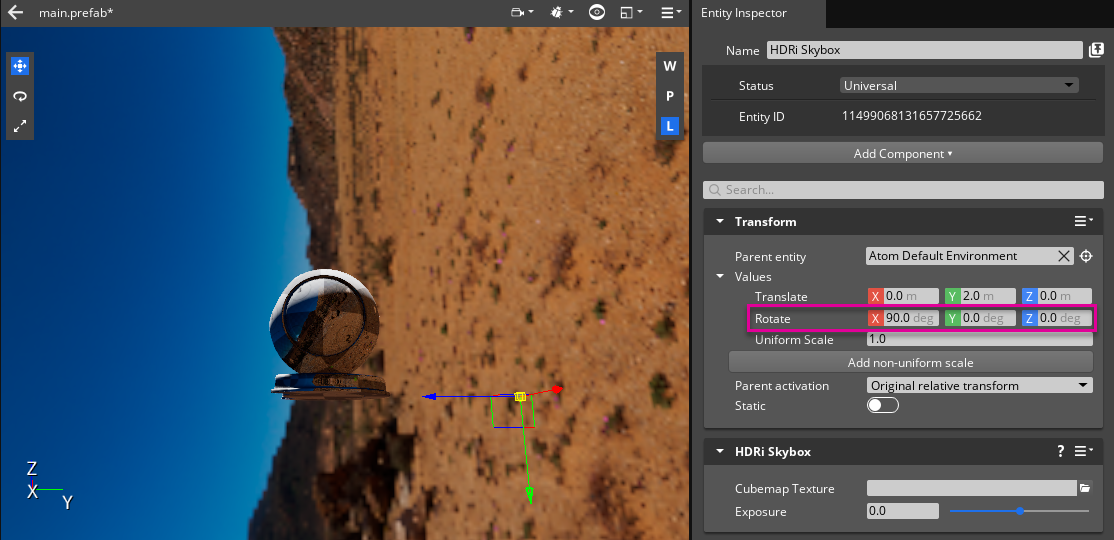 main.prefab*
W
P
L
Z
X
Y
Entity Inspector
Name HDRi Skybox
Status Universal
Entity ID 11499068131657725662
Add Component
Search...
Transform
Parent entity Atom Default Environment
Values
Translate X 0.0 m Y 2.0 m Z 0.0 m
Rotate X 90.0 deg Y 0.0 deg Z 0.0 deg
Uniform Scale 1.0
Add non-uniform scale
Parent activation Original relative transform
Static
HDRi Skybox ?
Cubemap Texture
Exposure 0.0